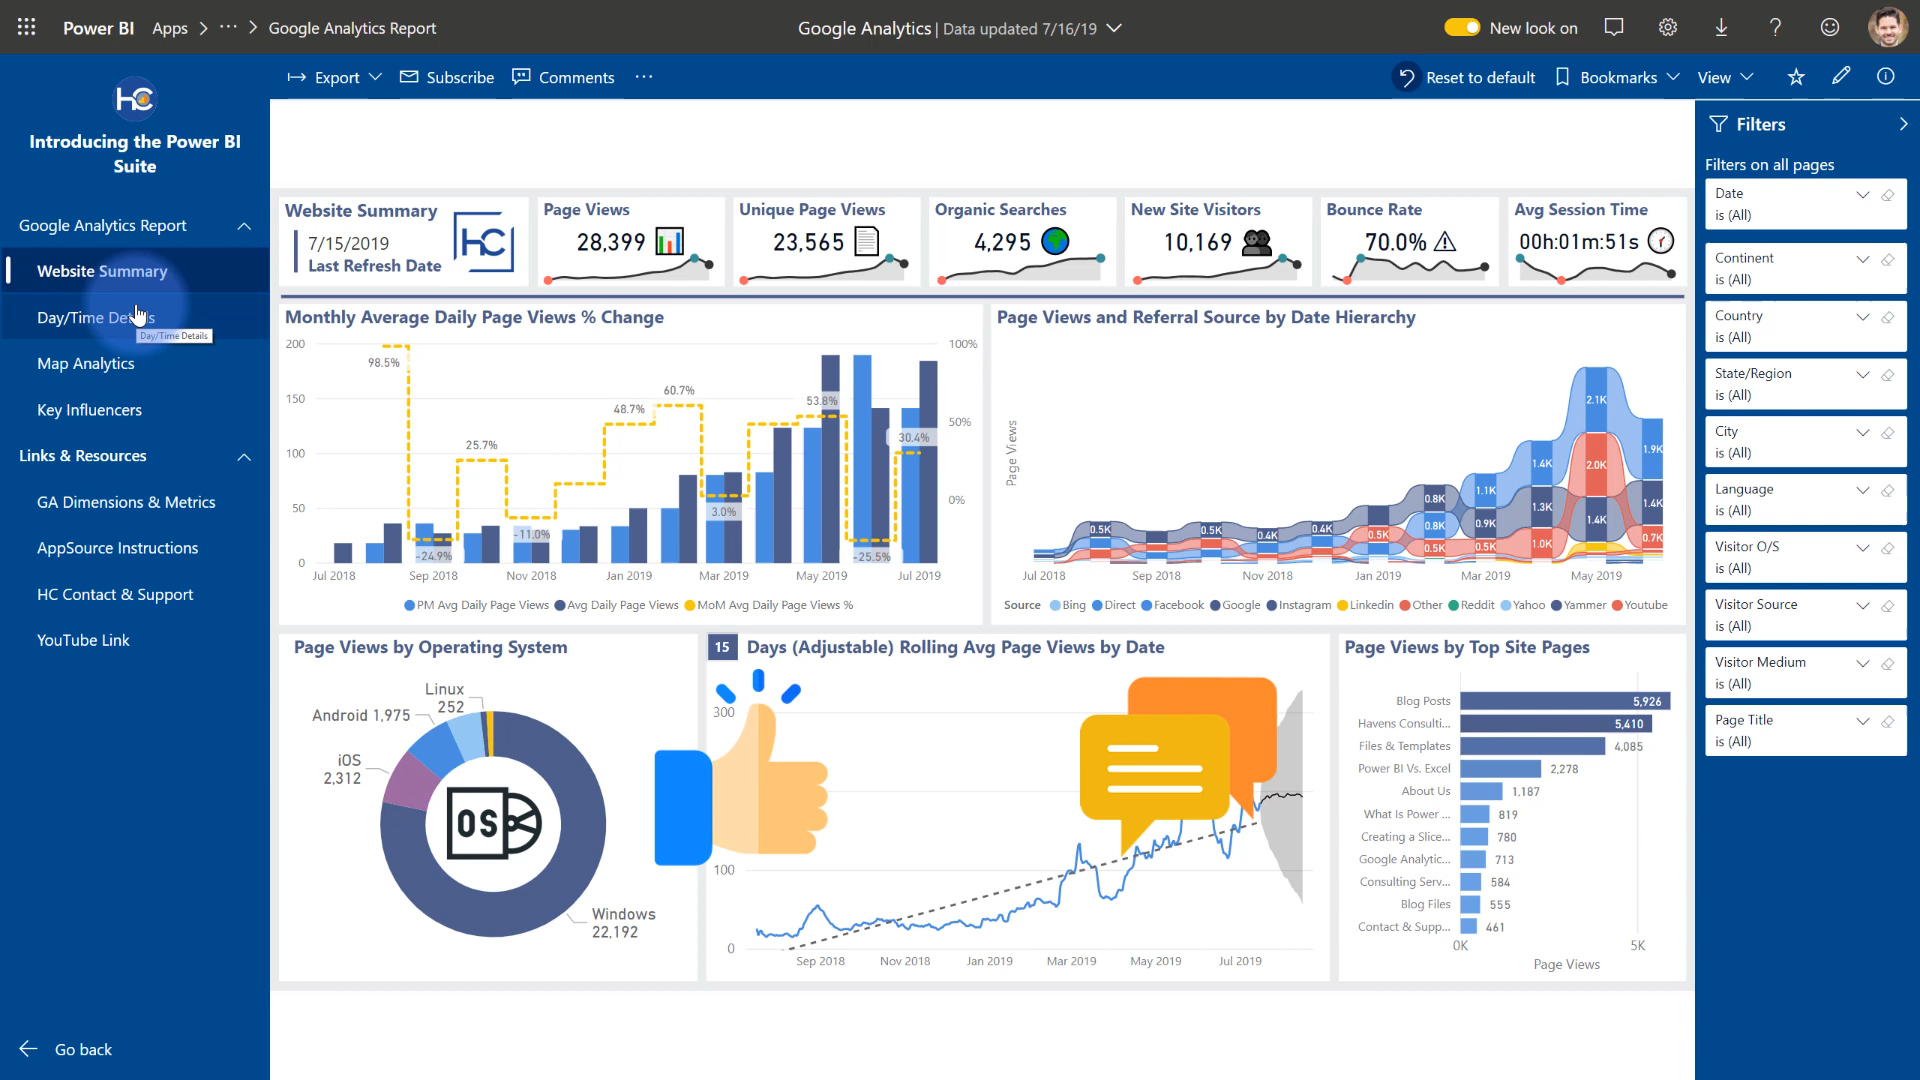 Power BI Apps > ··· > Google Analytics Report
Google Analytics | Data updated 7/16/19
New look on
Export
Subscribe
Comments
···
Reset to default
Bookmarks
View
HC
Introducing the Power BI
Suite
Google Analytics Report
Website Summary
Day/Time De
Day/Time Details
Map Analytics
Key Influencers
Links & Resources
GA Dimensions & Metrics
AppSource Instructions
HC Contact & Support
YouTube Link
Go back
Website Summary
7/15/2019
Last Refresh Date
HC
Page Views
28,399
Unique Page Views
23,565
Organic Searches
4,295
New Site Visitors
10,169
Bounce Rate
70.0%
Avg Session Time
00h:01m:51s
Monthly Average Daily Page Views % Change
200
150
100
50
0
100%
50%
0%
98.5%
-24.9%
25.7%
-11.0%
48.7%
60.7%
3.0%
53.8%
-25.5%
30.4%
Jul 2018 Sep 2018 Nov 2018 Jan 2019 Mar 2019 May 2019 Jul 2019
PM Avg Daily Page Views Avg Daily Page Views MoM Avg Daily Page Views %
Page Views and Referral Source by Date Hierarchy
Page Views
0.5K
0.5K
0.4K
0.4K
0.5K
0.8K
0.8K
0.5K
1.1K
0.9K
0.5K
1.4K
1.3K
1.0K
2.1K
2.0K
1.4K
1.9K
1.4K
0.7K
Jul 2018 Sep 2018 Nov 2018 Jan 2019 Mar 2019 May 2019
Source Bing Direct Facebook Google Instagram Linkedin Other Reddit Yahoo Yammer Youtube
Page Views by Operating System
Linux
252
Android 1,975
iOS
2,312
OS
Windows
22,192
15 Days (Adjustable) Rolling Avg Page Views by Date
300
100
0
Sep 2018 Nov 2018 Jan 2019 Mar 2019 May 2019 Jul 2019
Page Views by Top Site Pages
Blog Posts 5,926
Havens Consulti... 5,410
Files & Templates 4,085
Power BI Vs. Excel 2,278
About Us 1,187
What Is Power ... 819
Creating a Slice... 780
Google Analytic... 713
Consulting Serv... 584
Blog Files 555
Contact & Supp... 461
0K 5K
Page Views
Filters
Filters on all pages
Date
is (All)
Continent
is (All)
Country
is (All)
State/Region
is (All)
City
is (All)
Language
is (All)
Visitor O/S
is (All)
Visitor Source
is (All)
Visitor Medium
is (All)
Page Title
is (All)